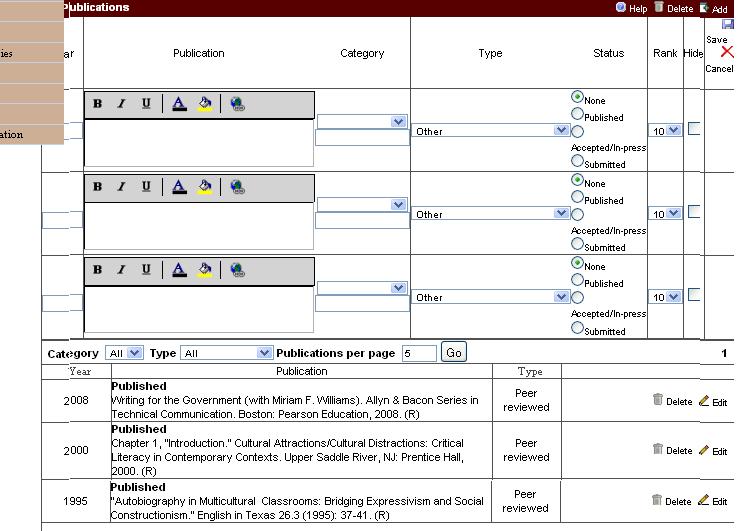 Publications Help Delete Add
Save
ies ar Publication Category Type Status Rank Hide
Cancel
B I U None
Published
Other 10
ation
Accepted/In-press
Submitted
B I U None
Published
Other 10
Accepted/In-press
Submitted
B I U None
Published
Other 10
Accepted/In-press
Submitted
Category All Type All Publications per page 5 Go 1
Year Publication Type
Published
2008 Writing for the Government (with Miriam F. Williams). Allyn & Bacon Series in Peer reviewed Delete Edit
Technical Communication. Boston: Pearson Education, 2008. (R)
Published
2000 Chapter 1, "Introduction." Cultural Attractions/Cultural Distractions: Critical Peer reviewed Delete Edit
Literacy in Contemporary Contexts. Upper Saddle River, NJ: Prentice Hall,
2000. (R)
Published
1995 "Autobiography in Multicultural Classrooms: Bridging Expressivism and Social Peer reviewed Delete Edit
Constructionism." English in Texas 26.3 (1995): 37-41. (R)